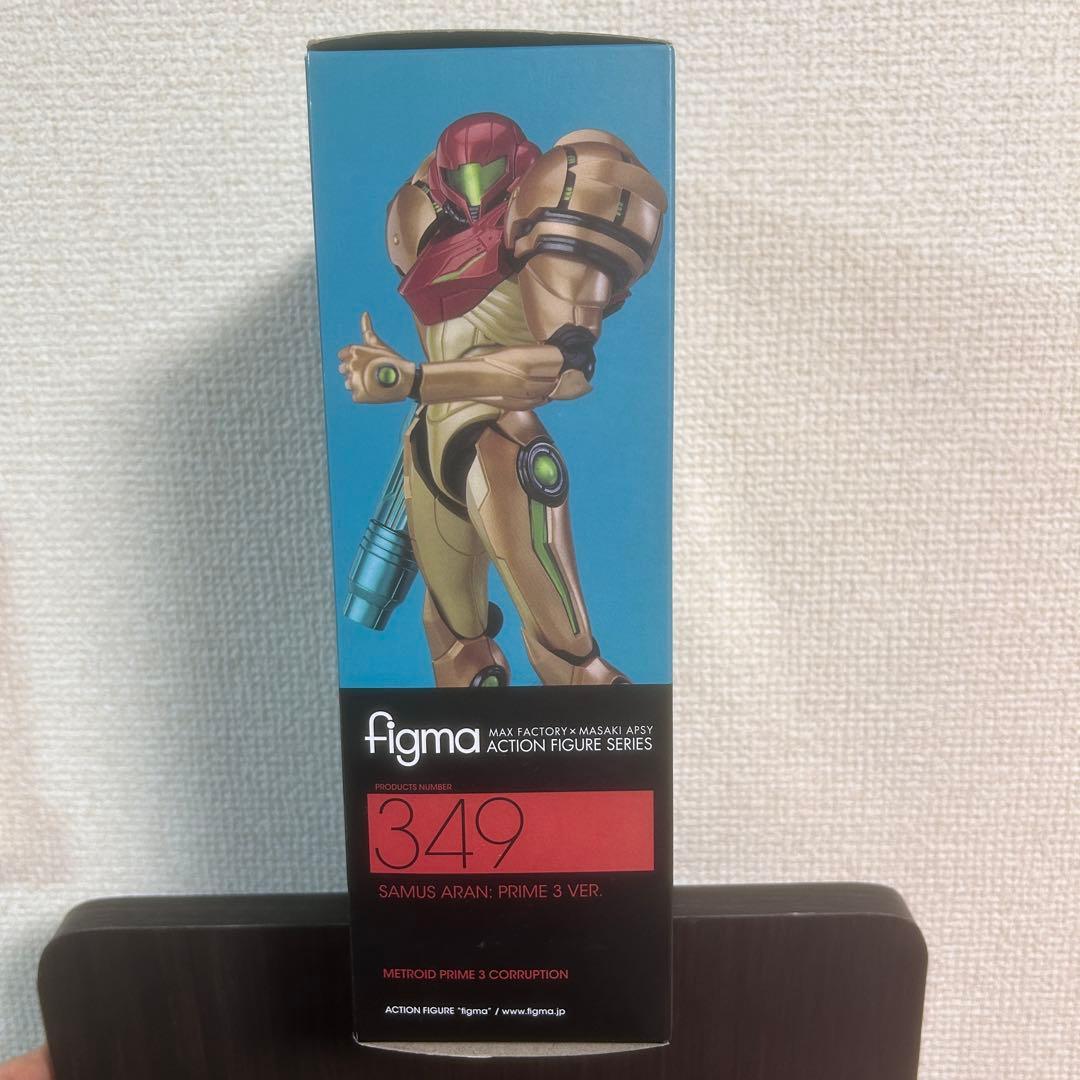 figma MAX FACTORY × MASAKI APSY
ACTION FIGURE SERIES
PRODUCTS NUMBER
349
SAMUS ARAN: PRIME 3 VER.
METROID PRIME 3 CORRUPTION
ACTION FIGURE "figma" / www.figma.jp